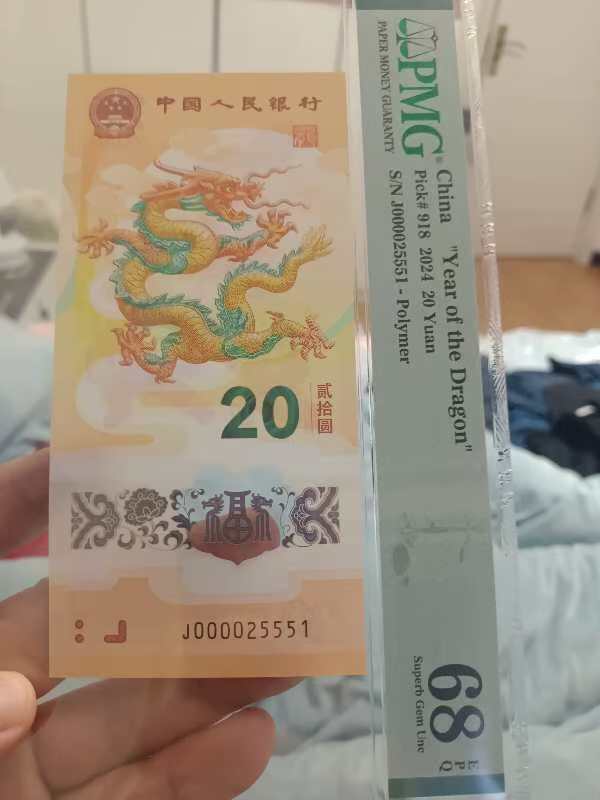 中国人民银行
20
贰拾圆
福
J000025551
PMG
PAPER MONEY GUARANTY
China "Year of the Dragon"
Pick# 918 2024 20 Yuan
S/N J000025551 - Polymer
68
EPQ
Superb Gem Unc